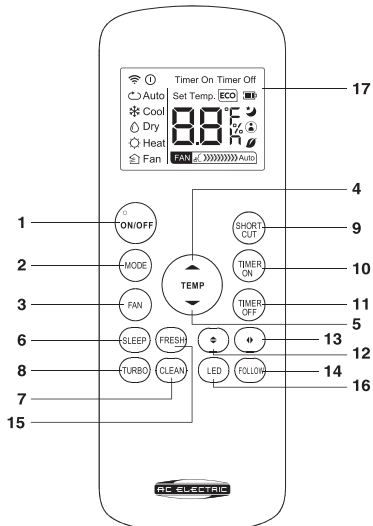 Timer On Timer Off
17
Auto
Set Temp. ECO
Cool
Dry
Heat
Fan
88 °F % h
FAN Auto
4
1
ON/OFF
SHORT CUT
9
2
MODE
TEMP
TIMER ON
10
3
FAN
TIMER OFF
11
5
6
SLEEP
FRESH
13
12
8
TURBO
CLEAN
LED
FOLLOW
14
7
16
15
AC ELECTRIC